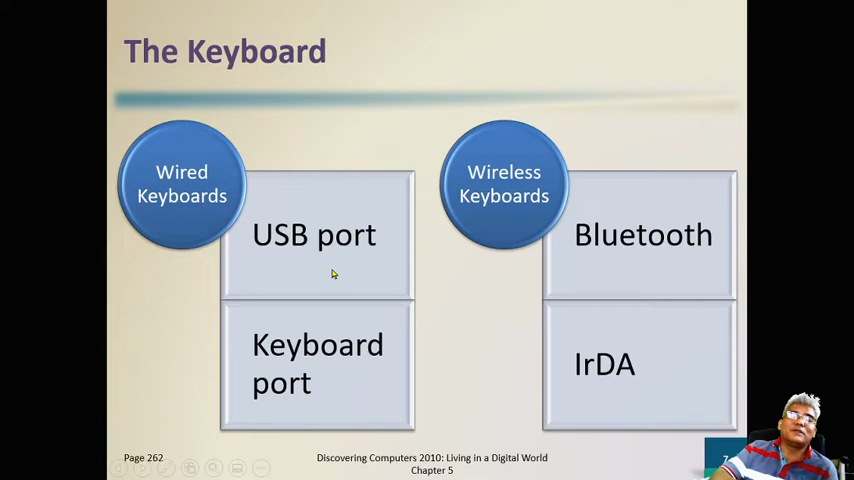 The Keyboard
Wired
Keyboards
USB port
Keyboard
port
Wireless
Keyboards
Bluetooth
IrDA
Page 262
Discovering Computers 2010: Living in a Digital World
Chapter 5
7